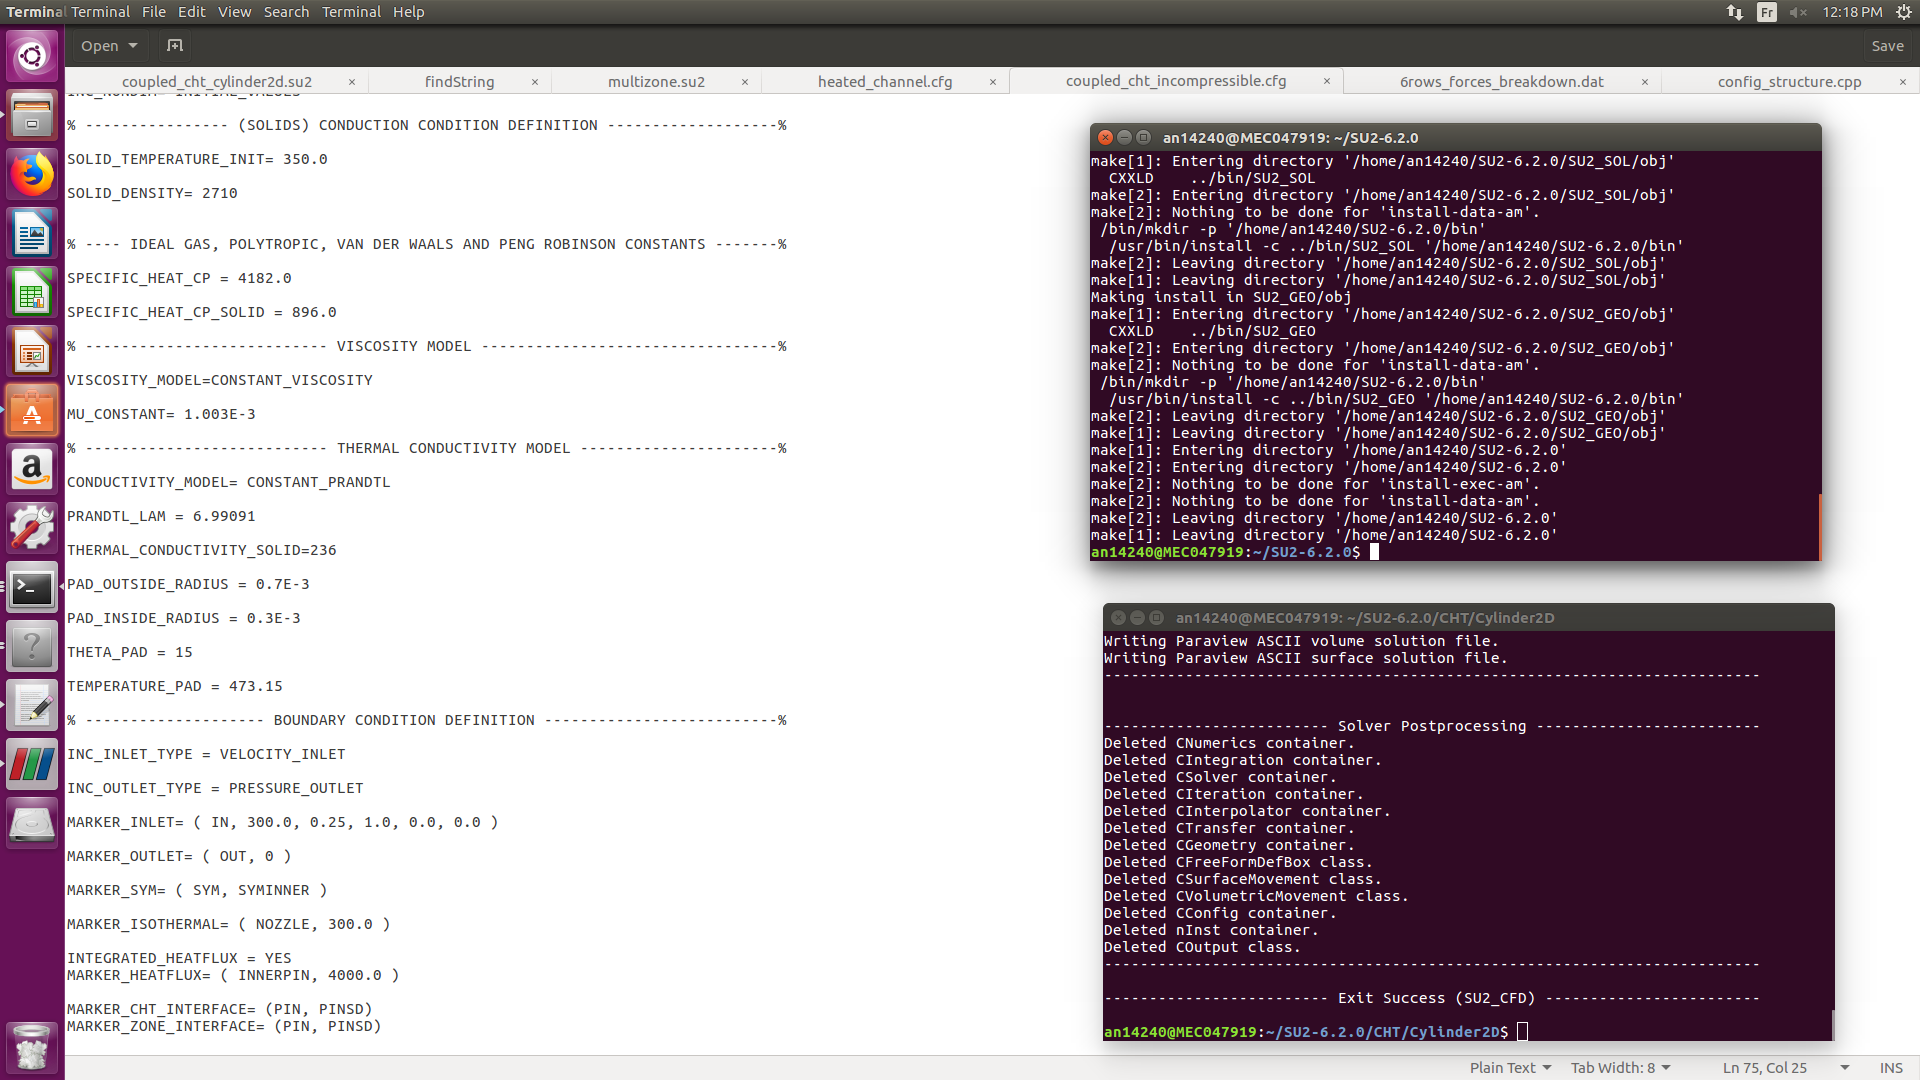 Terminal Terminal File Edit View Search Terminal Help
Fr 12:18 PM
Open Save
coupled_cht_cylinder2d.su2 × findString × multizone.su2 × heated_channel.cfg × coupled_cht_incompressible.cfg × 6rows_forces_breakdown.dat × config_structure.cpp ×
INC_NONDIM= INITIAL_VALUES
% ---------------- (SOLIDS) CONDUCTION CONDITION DEFINITION -------------------%
SOLID_TEMPERATURE_INIT= 350.0
SOLID_DENSITY= 2710
% ---- IDEAL GAS, POLYTROPIC, VAN DER WAALS AND PENG ROBINSON CONSTANTS -------%
SPECIFIC_HEAT_CP = 4182.0
SPECIFIC_HEAT_CP_SOLID = 896.0
% --------------------------- VISCOSITY MODEL ---------------------------------%
VISCOSITY_MODEL=CONSTANT_VISCOSITY
MU_CONSTANT= 1.003E-3
% --------------------------- THERMAL CONDUCTIVITY MODEL ----------------------%
CONDUCTIVITY_MODEL= CONSTANT_PRANDTL
PRANDTL_LAM = 6.99091
THERMAL_CONDUCTIVITY_SOLID=236
PAD_OUTSIDE_RADIUS = 0.7E-3
PAD_INSIDE_RADIUS = 0.3E-3
THETA_PAD = 15
TEMPERATURE_PAD = 473.15
% -------------------- BOUNDARY CONDITION DEFINITION --------------------------%
INC_INLET_TYPE = VELOCITY_INLET
INC_OUTLET_TYPE = PRESSURE_OUTLET
MARKER_INLET= ( IN, 300.0, 0.25, 1.0, 0.0, 0.0 )
MARKER_OUTLET= ( OUT, 0 )
MARKER_SYM= ( SYM, SYMINNER )
MARKER_ISOTHERMAL= ( NOZZLE, 300.0 )
INTEGRATED_HEATFLUX = YES
MARKER_HEATFLUX= ( INNERPIN, 4000.0 )
MARKER_CHT_INTERFACE= (PIN, PINSD)
MARKER_ZONE_INTERFACE= (PIN, PINSD)
an14240@MEC047919: ~/SU2-6.2.0
make[1]: Entering directory '/home/an14240/SU2-6.2.0/SU2_SOL/obj'
CXXLD ../bin/SU2_SOL
make[2]: Entering directory '/home/an14240/SU2-6.2.0/SU2_SOL/obj'
make[2]: Nothing to be done for 'install-data-am'.
/bin/mkdir -p '/home/an14240/SU2-6.2.0/bin'
/usr/bin/install -c ../bin/SU2_SOL '/home/an14240/SU2-6.2.0/bin'
make[2]: Leaving directory '/home/an14240/SU2-6.2.0/SU2_SOL/obj'
make[1]: Leaving directory '/home/an14240/SU2-6.2.0/SU2_SOL/obj'
Making install in SU2_GEO/obj
make[1]: Entering directory '/home/an14240/SU2-6.2.0/SU2_GEO/obj'
CXXLD ../bin/SU2_GEO
make[2]: Entering directory '/home/an14240/SU2-6.2.0/SU2_GEO/obj'
make[2]: Nothing to be done for 'install-data-am'.
/bin/mkdir -p '/home/an14240/SU2-6.2.0/bin'
/usr/bin/install -c ../bin/SU2_GEO '/home/an14240/SU2-6.2.0/bin'
make[2]: Leaving directory '/home/an14240/SU2-6.2.0/SU2_GEO/obj'
make[1]: Leaving directory '/home/an14240/SU2-6.2.0/SU2_GEO/obj'
make[1]: Entering directory '/home/an14240/SU2-6.2.0'
make[2]: Entering directory '/home/an14240/SU2-6.2.0'
make[2]: Nothing to be done for 'install-exec-am'.
make[2]: Nothing to be done for 'install-data-am'.
make[2]: Leaving directory '/home/an14240/SU2-6.2.0'
make[1]: Leaving directory '/home/an14240/SU2-6.2.0'
an14240@MEC047919:~/SU2-6.2.0$
an14240@MEC047919: ~/SU2-6.2.0/CHT/Cylinder2D
Writing Paraview ASCII volume solution file.
Writing Paraview ASCII surface solution file.
-------------------------------------------------------------------------
------------------------- Solver Postprocessing -------------------------
Deleted CNumerics container.
Deleted CIntegration container.
Deleted CSolver container.
Deleted CIteration container.
Deleted CInterpolator container.
Deleted CTransfer container.
Deleted CGeometry container.
Deleted CFreeFormDefBox class.
Deleted CSurfaceMovement class.
Deleted CVolumetricMovement class.
Deleted CConfig container.
Deleted nInst container.
Deleted COutput class.
-------------------------------------------------------------------------
------------------------- Exit Success (SU2_CFD) ------------------------
an14240@MEC047919:~/SU2-6.2.0/CHT/Cylinder2D$
Plain Text Tab Width: 8 Ln 75, Col 25 INS